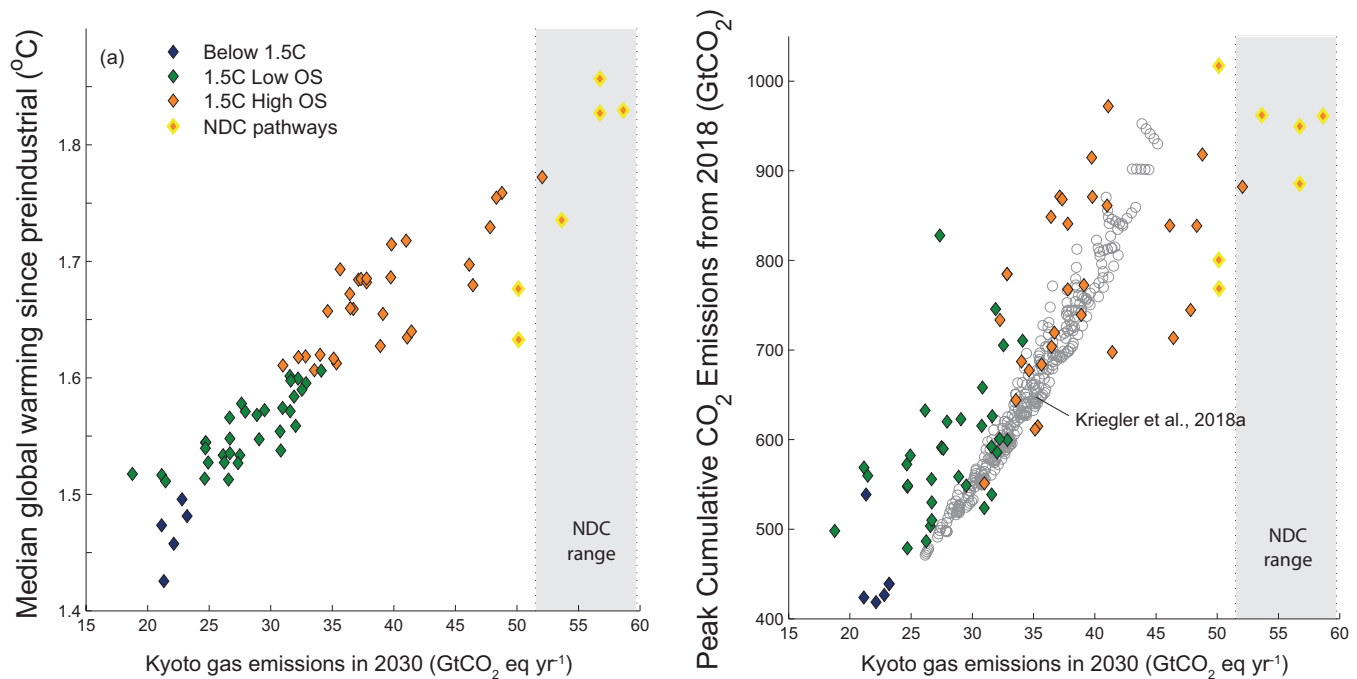 (a)
Below 1.5C
1.5C Low OS
1.5C High OS
NDC pathways
Median global warming since preindustrial (°C)
1.8
1.7
1.6
1.5
1.4
NDC
range
15 20 25 30 35 40 45 50 55 60
Kyoto gas emissions in 2030 (GtCO₂ eq yr⁻¹)
Peak Cumulative CO₂ Emissions from 2018 (GtCO₂)
1000
900
800
700
600
500
400
Kriegler et al., 2018a
NDC
range
15 20 25 30 35 40 45 50 55 60
Kyoto gas emissions in 2030 (GtCO₂ eq yr⁻¹)